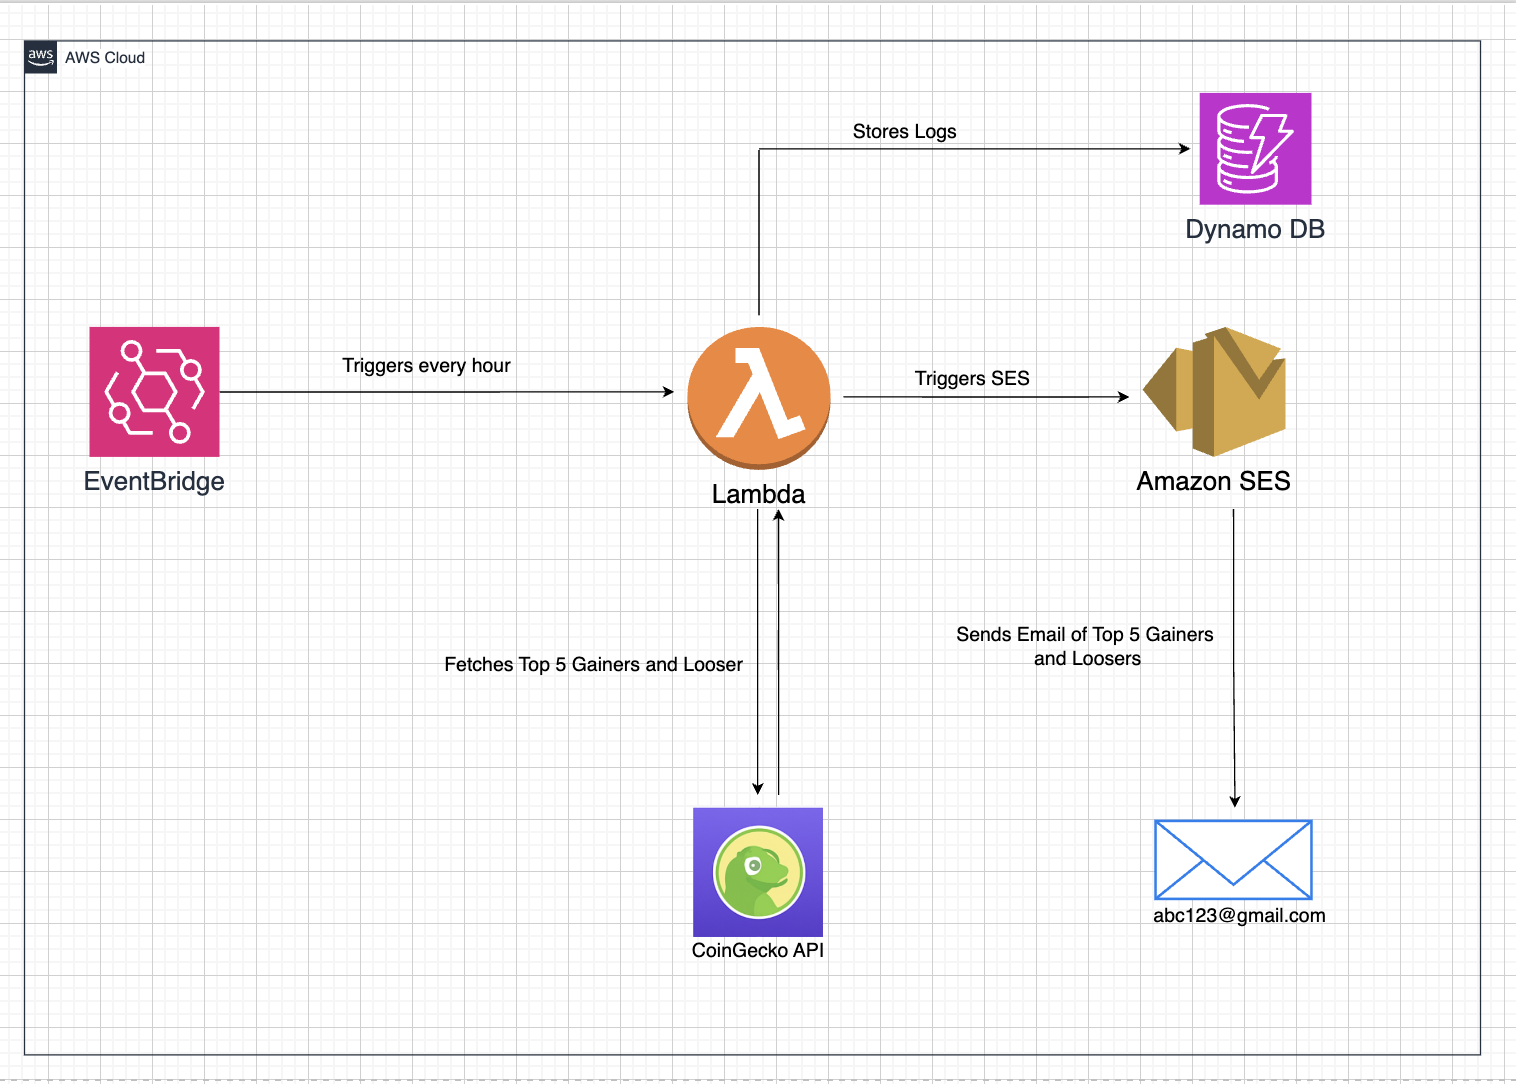 aws
AWS Cloud
Stores Logs
Dynamo DB
Triggers every hour
Triggers SES
EventBridge
Lambda
Amazon SES
Fetches Top 5 Gainers and Looser
Sends Email of Top 5 Gainers
and Loosers
CoinGecko API
abc123@gmail.com